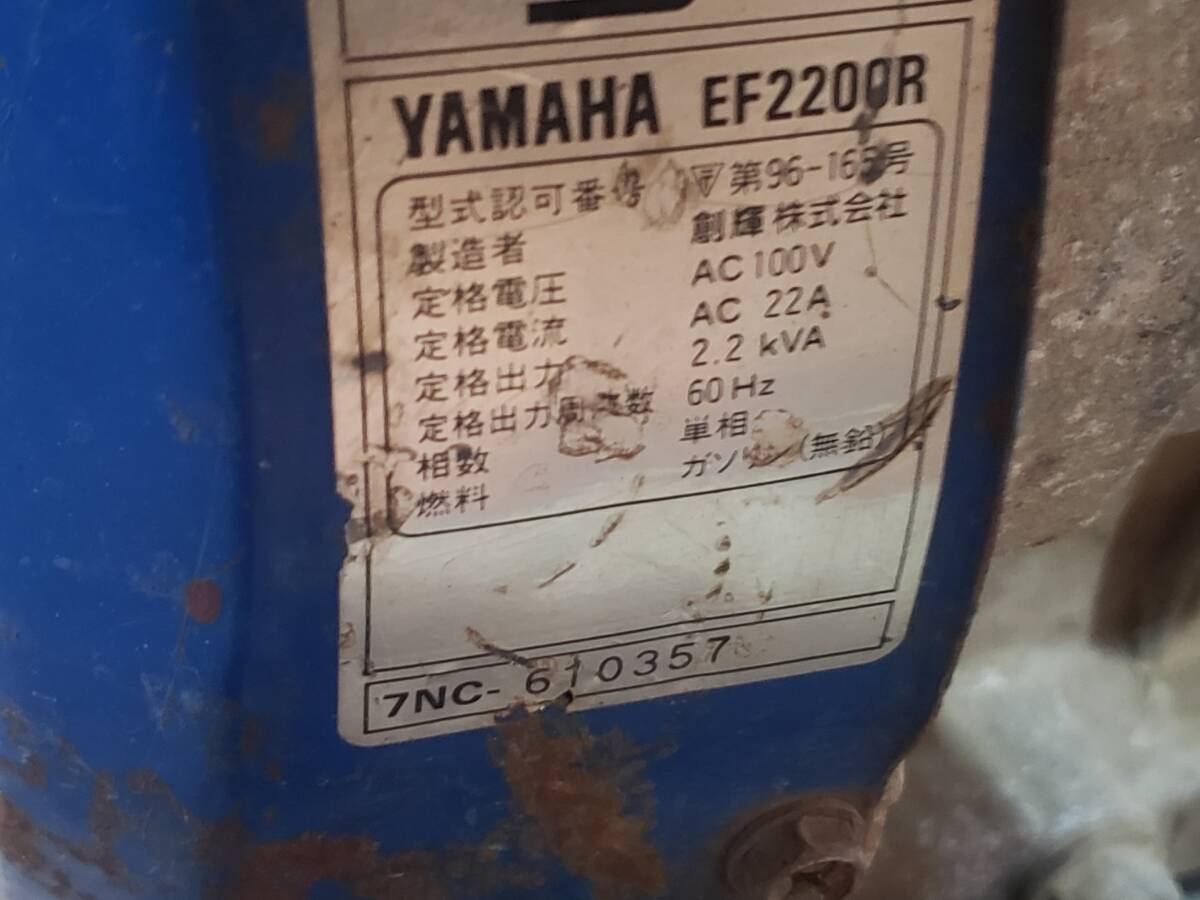 YAMAHA EF2200R
型式認可番号 第96-165号
製造者 創輝株式会社
定格電圧 AC 100V
定格電流 AC 22A
定格出力 2.2 kVA
定格出力周波数 60Hz
相数 単相
燃料 ガソリン(無鉛)
7NC-610357